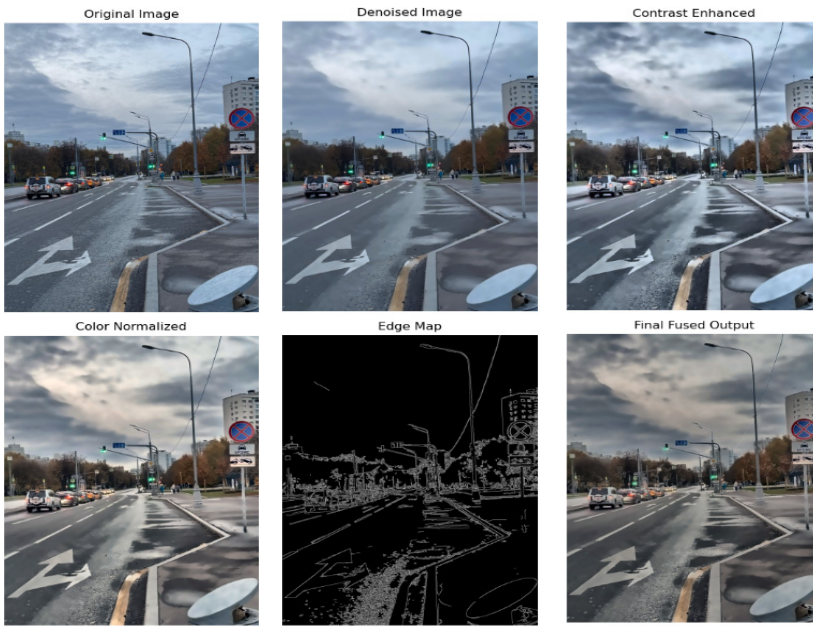 Original Image
Denoised Image
Contrast Enhanced
Color Normalized
Edge Map
Final Fused Output